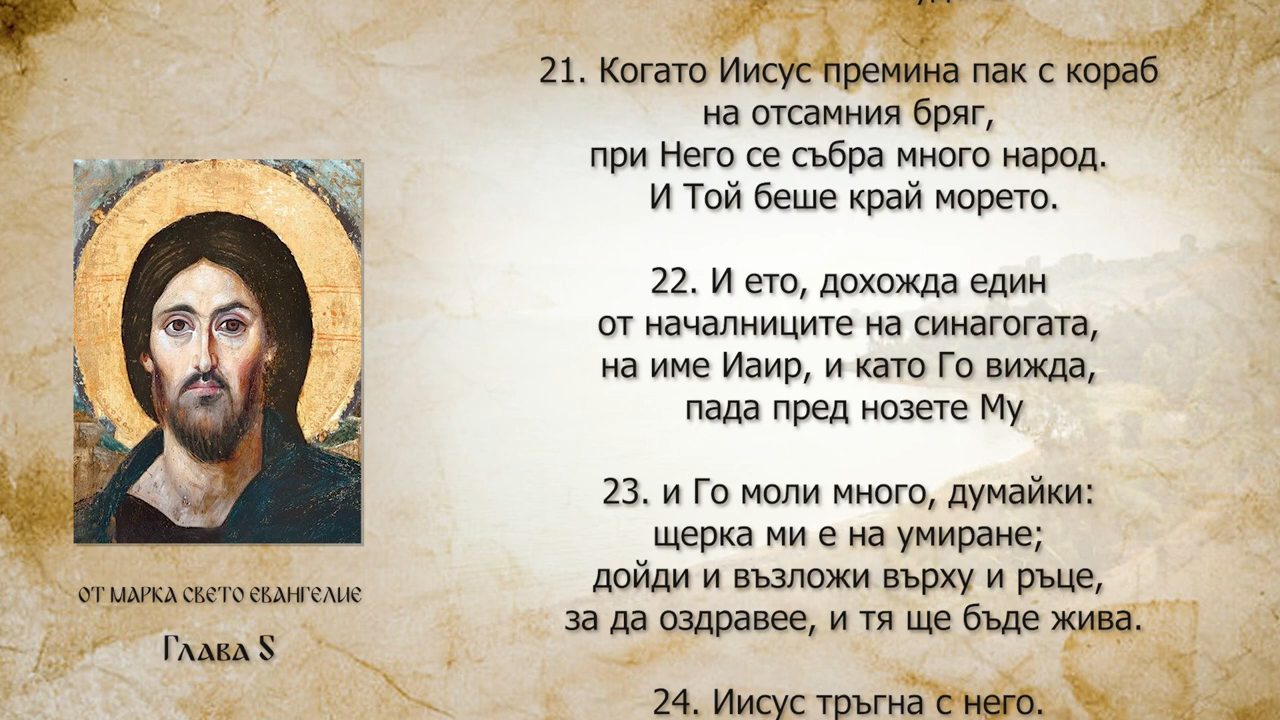 21. Когато Иисус премина пак с кораб
на отсамния бряг,
при Него се събра много народ.
И Той беше край морето.
22. И ето, дохожда един
от началниците на синагогата,
на име Иаир, и като Го вижда,
пада пред нозете Му
23. и Го моли много, думайки:
щерка ми е на умиране;
дойди и възложи върху и ръце,
за да оздравее, и тя ще бъде жива.
24. Иисус тръгна с него.
ОТ МАРКА СВЕТО ЕВАНГЕЛИЕ
Глава 5